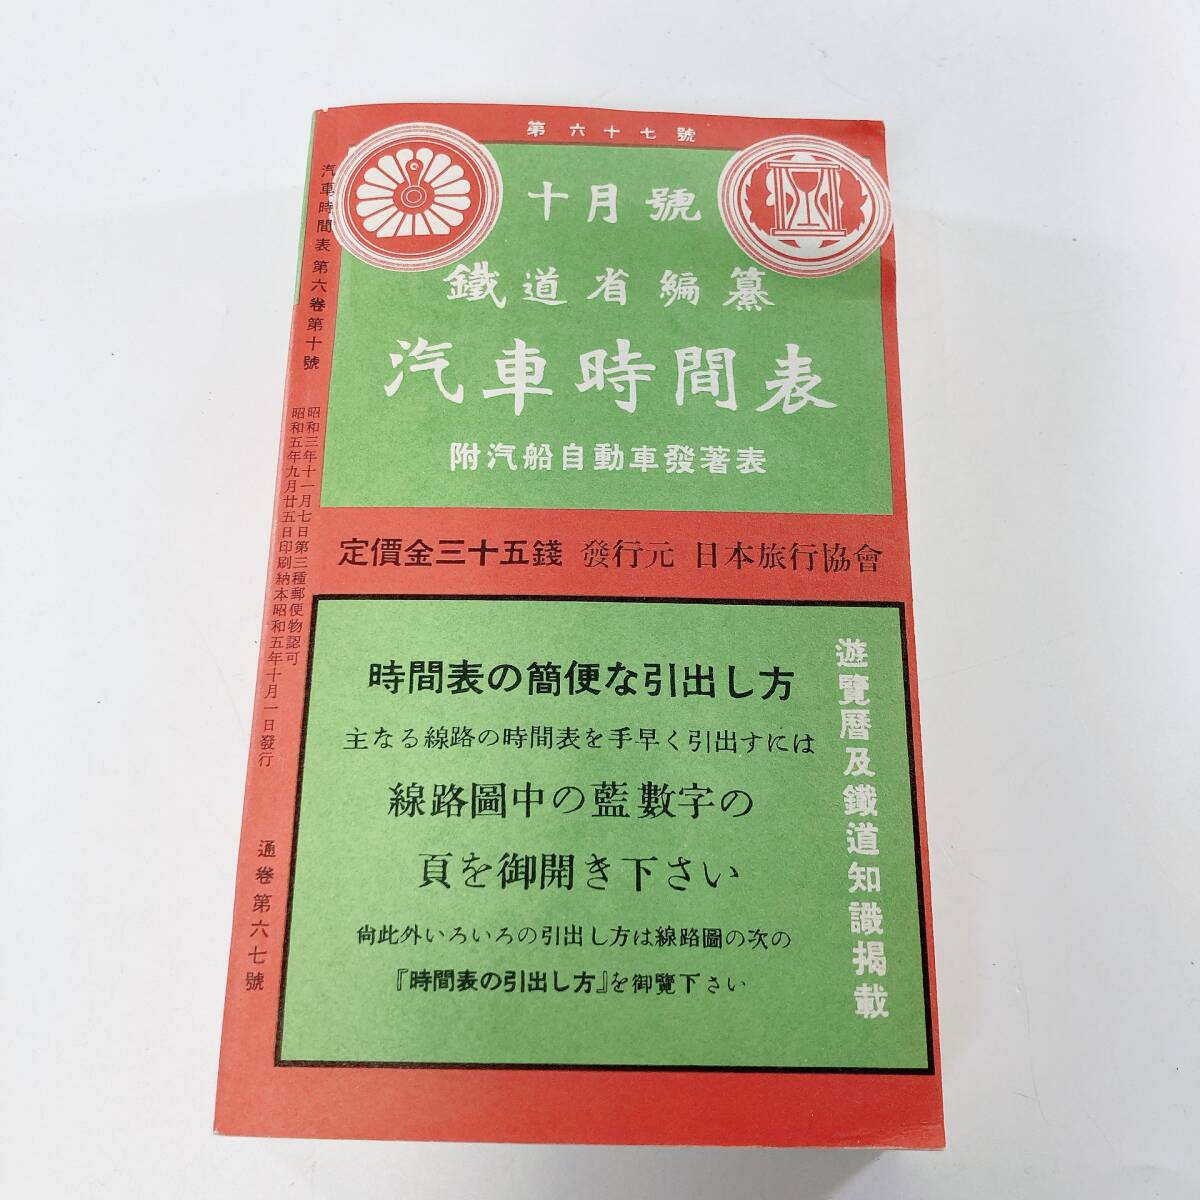 第六十七號
十月號
鐵道省編纂
汽車時間表
附汽船自動車發著表
定價金三十五錢 發行元 日本旅行協會
時間表の簡便な引出し方
主なる線路の時間表を手早く引出すには
線路圖中の藍數字の
頁を御開き下さい
尙此外いろいろの引出し方は線路圖の次の
『時間表の引出し方』を御覽下さい
遊覽曆及鐵道知識揭載
汽車時間表 第六卷第十號
昭和三年十一月七日第三種郵便物認可
昭和五年九月廿五日印刷納本昭和五年十月一日發行
通卷第六七號